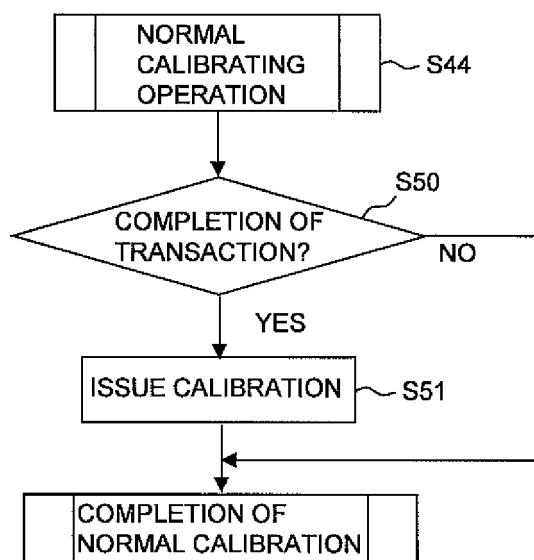 NORMAL
CALIBRATING
OPERATION
S44
S50
COMPLETION OF
TRANSACTION?
NO
YES
ISSUE CALIBRATION
S51
COMPLETION OF
NORMAL CALIBRATION